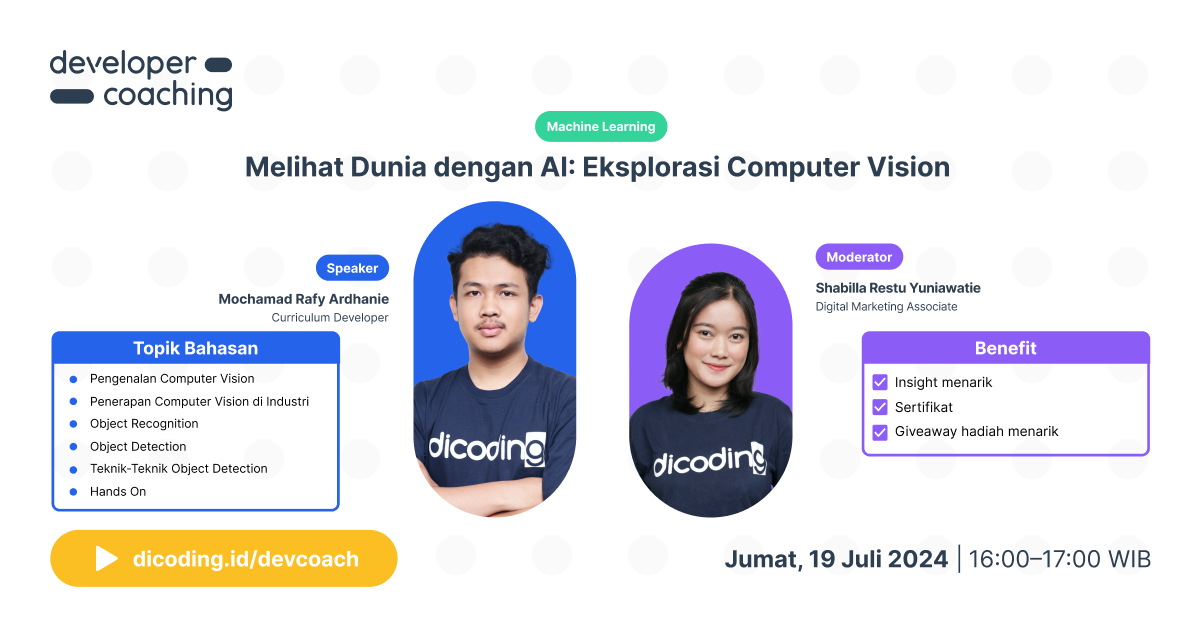 developer
coaching
Machine Learning
Melihat Dunia dengan AI: Eksplorasi Computer Vision
Speaker
Mochamad Rafy Ardhanie
Curriculum Developer
Topik Bahasan
Pengenalan Computer Vision
Penerapan Computer Vision di Industri
Object Recognition
Object Detection
Teknik-Teknik Object Detection
Hands On
dicoding
dicoding
Moderator
Shabilla Restu Yuniawatie
Digital Marketing Associate
Benefit
Insight menarik
Sertifikat
Giveaway hadiah menarik
dicoding.id/devcoach
Jumat, 19 Juli 2024 | 16:00–17:00 WIB